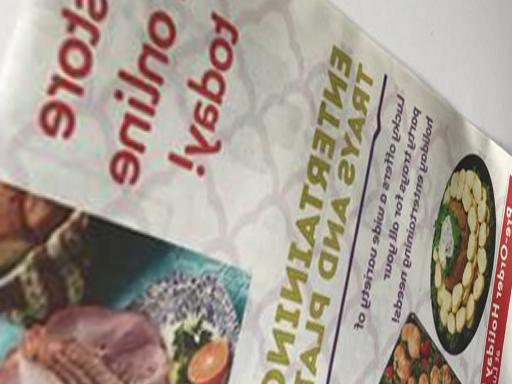 store
online
today!
ENTERTAINING
TRAYS AND PLAT
Lucky offers a wide variety of
party trays for all your
holiday entertaining needs!
Pre-Order Holiday